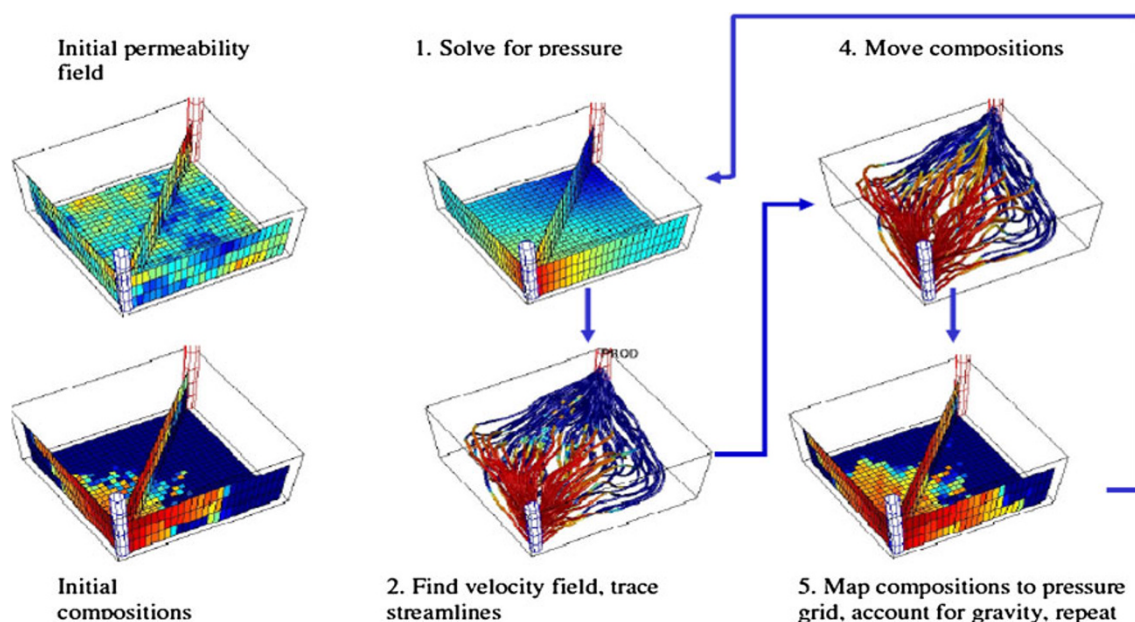 Initial permeability
field
1. Solve for pressure
4. Move compositions
PROD
Initial
compositions
2. Find velocity field, trace
streamlines
5. Map compositions to pressure
grid, account for gravity, repeat